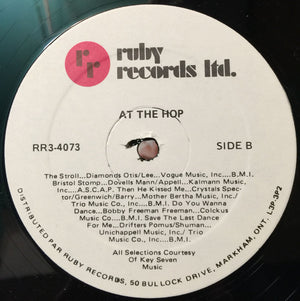 rr
ruby
records ltd.
AT THE HOP
RR3-4073 SIDE B
The Stroll...Diamonds Otis/Lee...Vogue Music, Inc....B.M.I.
Bristol Stomp...Dovells Mann/Appell...Kalmann Music,
Inc....A.S.C.A.P. Then He Kissed Me...Crystals Spec-
tor/Greenwich/Barry...Mother Bertha Music, Inc./
Trio Music Co., Inc....B.M.I. Do You Wanna
Dance...Bobby Freeman Freeman...Colckus
Music Co....B.M.I. Save The Last Dance
For Me...Drifters Pomus/Shuman...
Unichappell Music, Inc./ Trio
Music Co., Inc...B.M.I.
All Selections Courtesy
Of Key Seven
Music
DISTRIBUTED PAR RUBY RECORDS, 50 BULLOCK DRIVE, MARKHAM, ONT. L3P-3P2